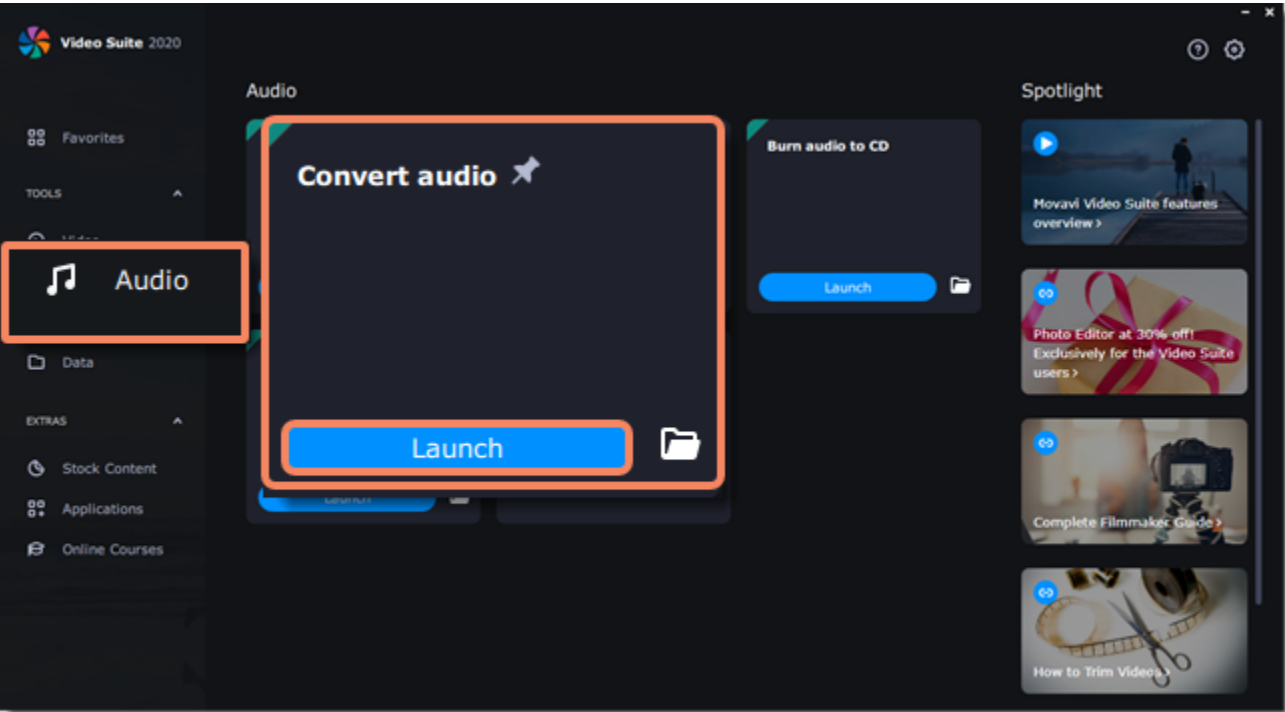 Video Suite 2020
Favorites
TOOLS
Video
Audio
Data
EXTRAS
Stock Content
Applications
Online Courses
Audio
Convert audio
Launch
Launch
Burn audio to CD
Launch
Spotlight
Movavi Video Suite features
overview >
Photo Editor at 30% off!
Exclusively for the Video Suite
users >
Complete Filmmaker Guide >
How to Trim Videos >